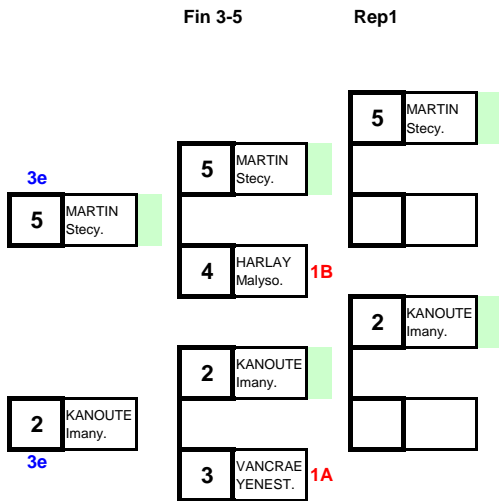 Fin 3-5 Rep1
5 MARTIN
Stecy.
5 MARTIN
Stecy.
3e
5 MARTIN
Stecy.
4 HARLAY
Malyso. 1B
2 KANOUTE
Imany.
2 KANOUTE
Imany.
2 KANOUTE
Imany.
3e
3 VANCRAE
YENEST. 1A